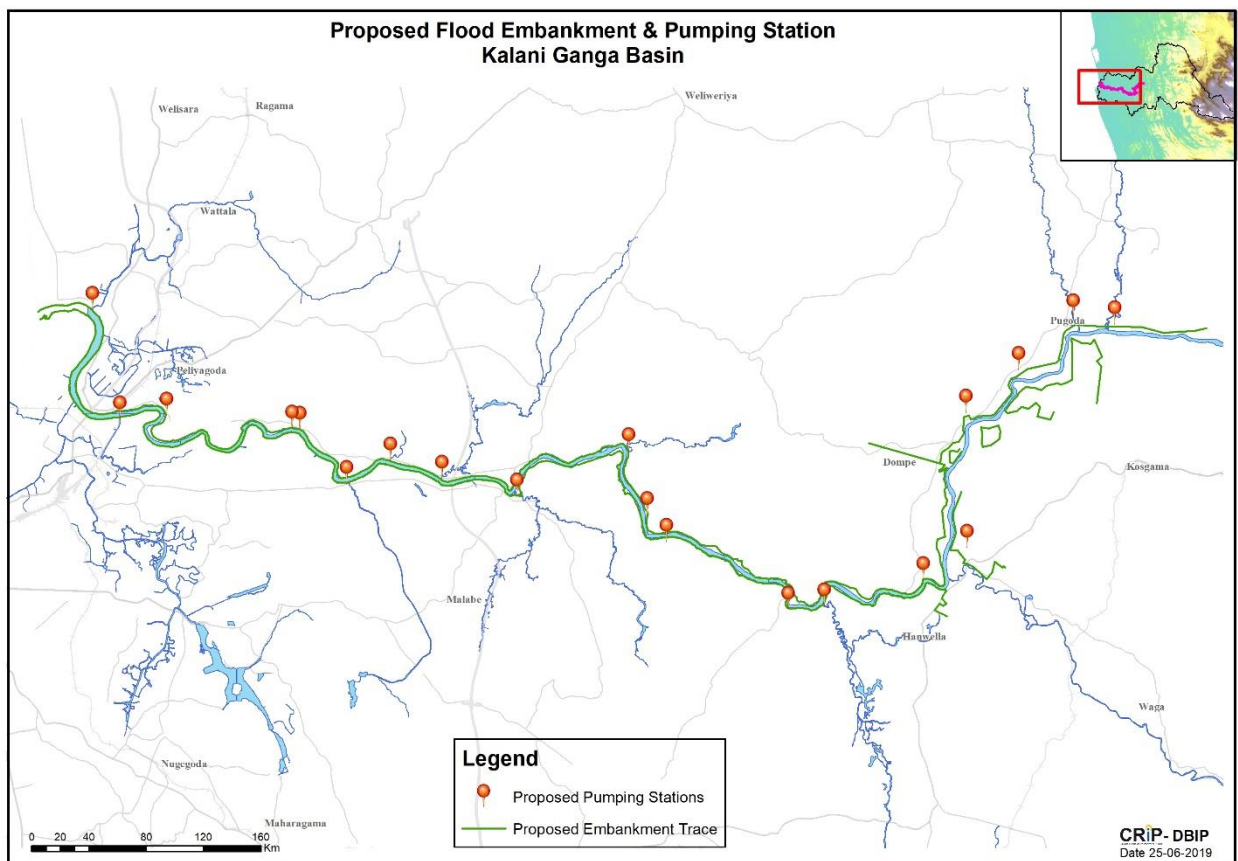 Proposed Flood Embankment & Pumping Station
Kalani Ganga Basin
Weliweriya
Ragama
Welisara
Wattala
Pugoda
Peliyagoda
Dompe
Kosgama
Malabe
Hanwella
Waga
Nugegoda
Maharagama
Legend
Proposed Pumping Stations
Proposed Embankment Trace
0 20 40 80 120 160
Km
CRiP- DBIP
Date 25-06-2019